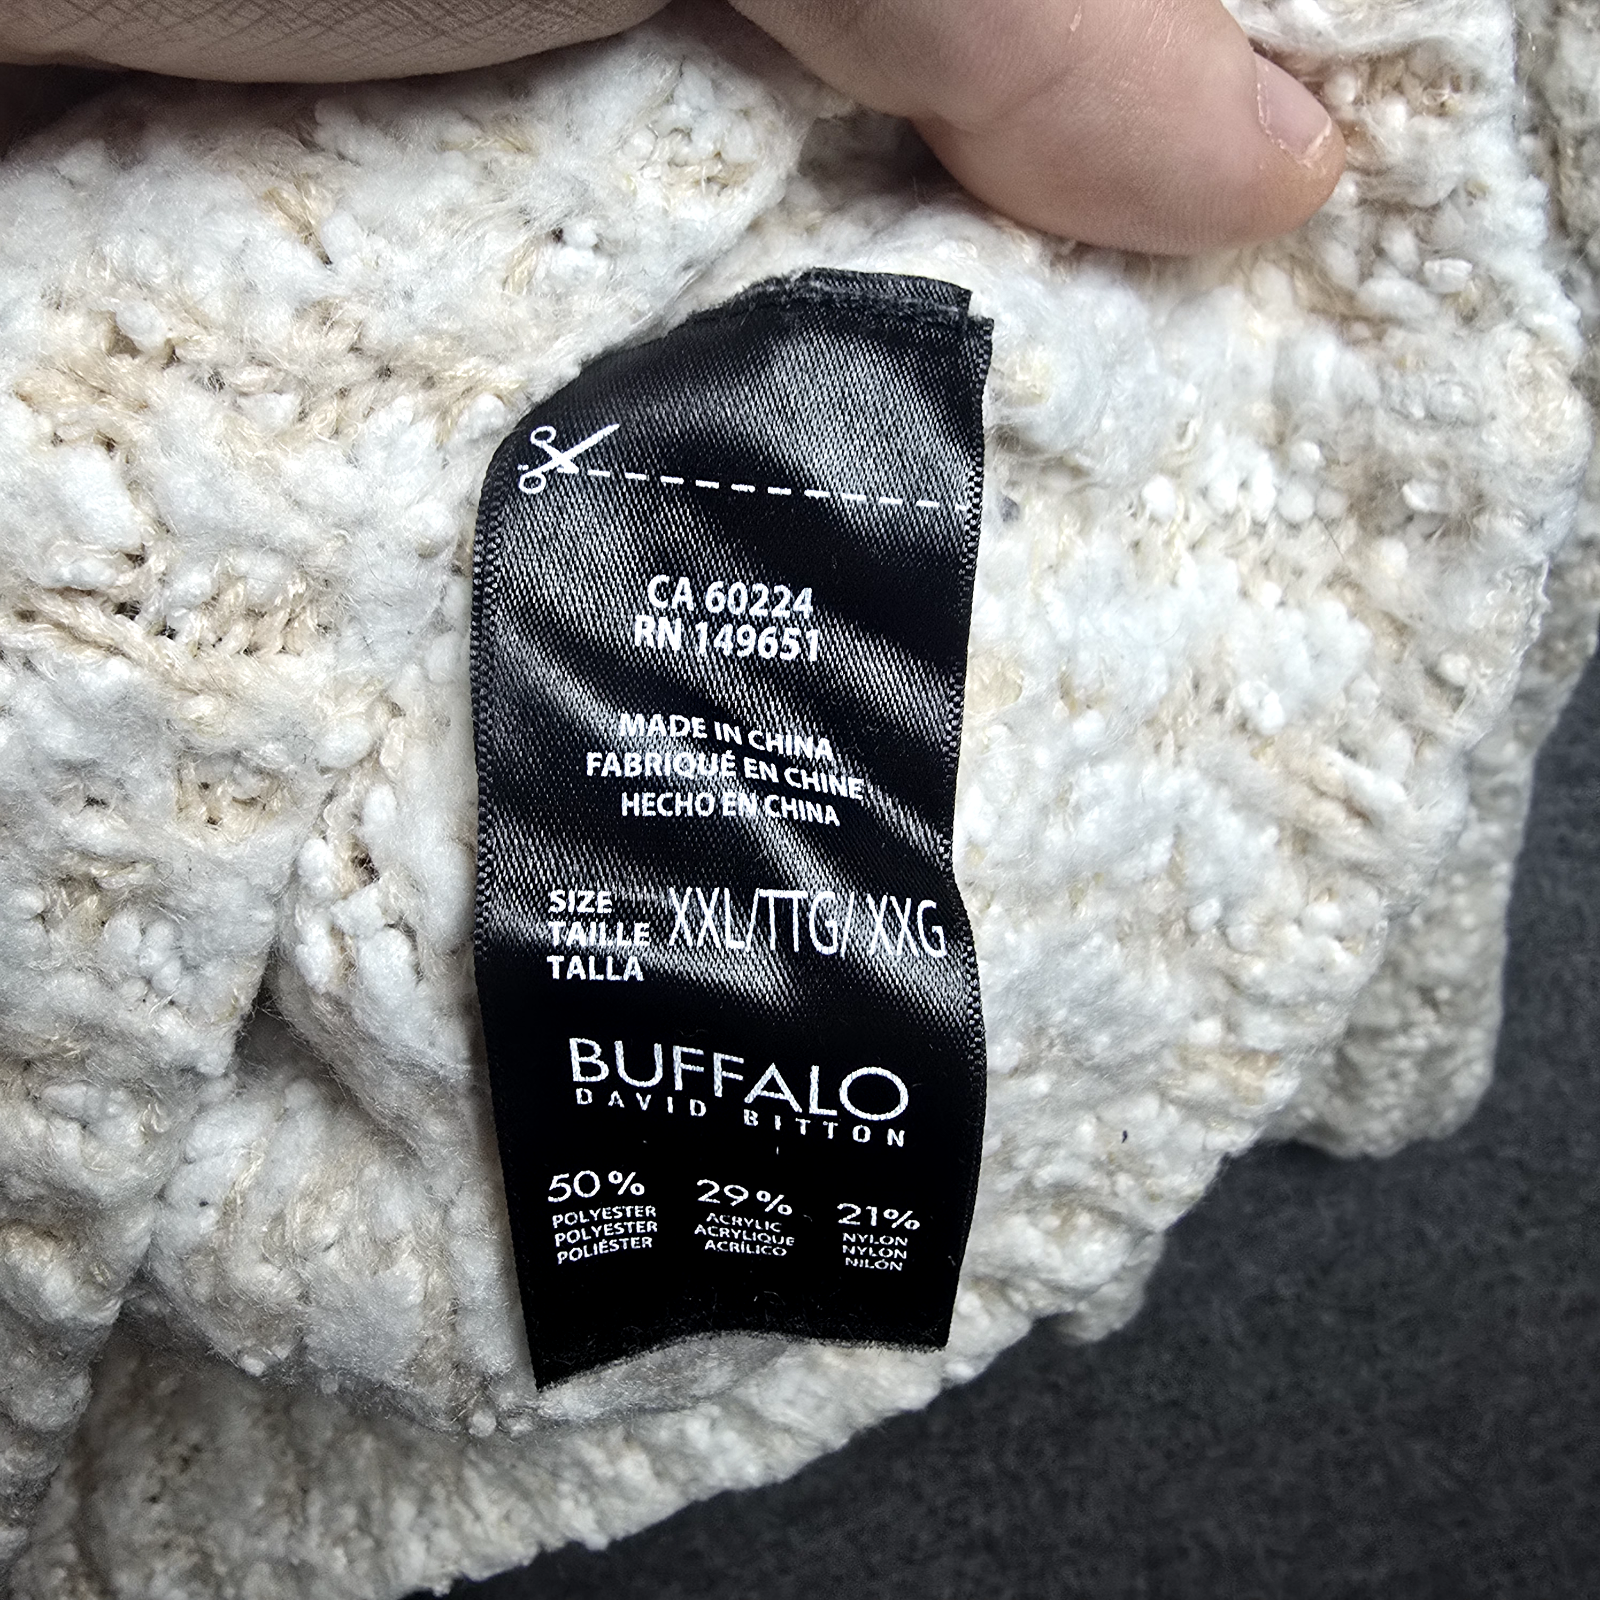 CA 60224
RN 149651
MADE IN CHINA
FABRIQUÉ EN CHINE
HECHO EN CHINA
SIZE
TAILLE
TALLA
XXL/TTG/XXG
BUFFALO
DAVID BITTON
50%
POLYESTER
POLYESTER
POLIÉSTER
29%
ACRYLIC
ACRYLIQUE
ACRÍLICO
21%
NYLON
NYLON
NILÓN